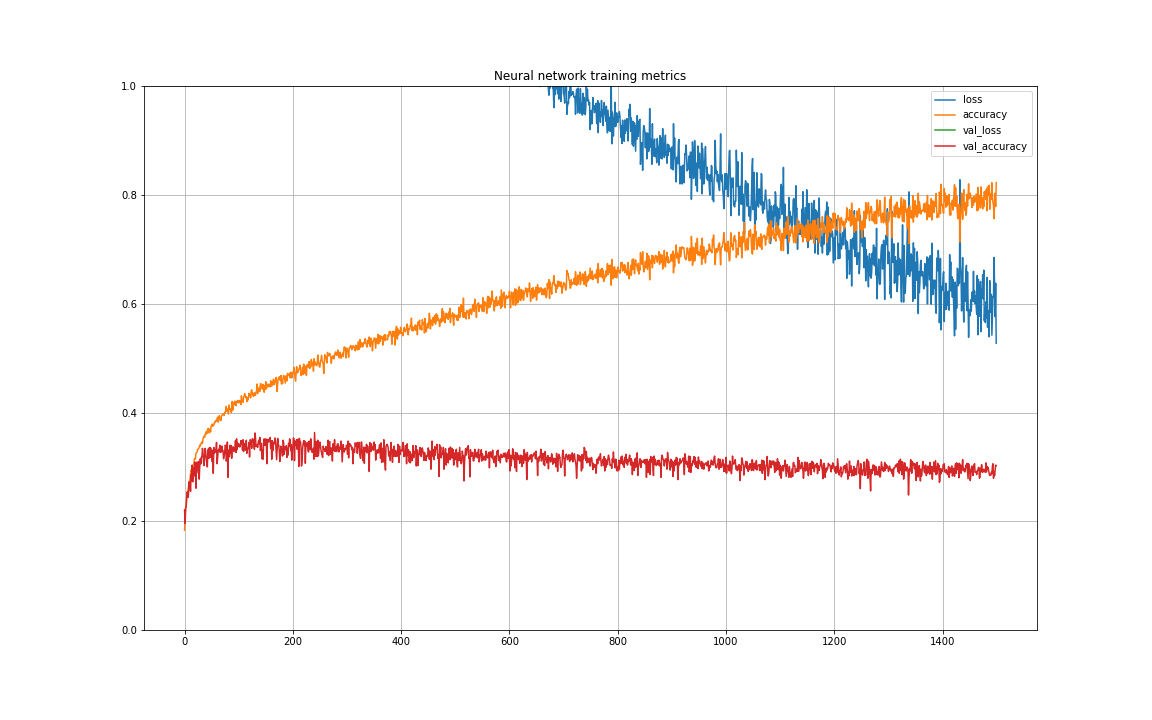 Neural network training metrics
1.0
loss
accuracy
val_loss
val_accuracy
0.8
0.6
0.4
0.2
0.0
0 200 400 600 800 1000 1200 1400